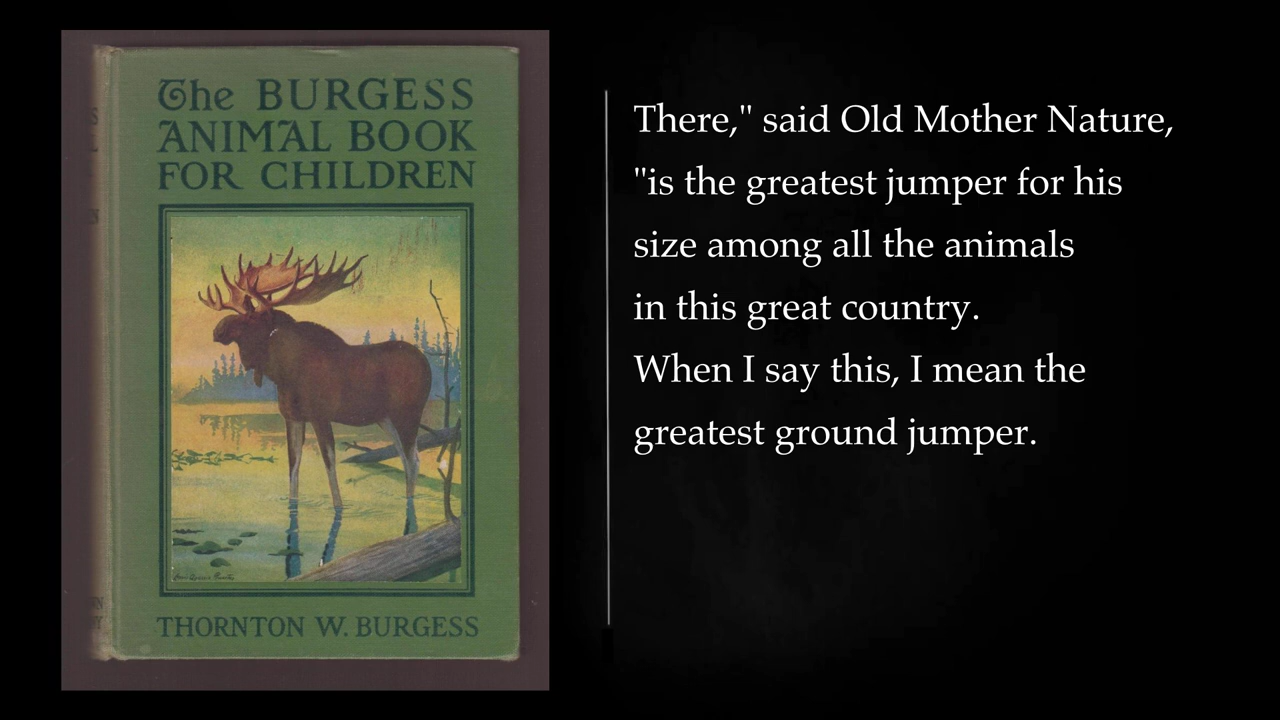 The BURGESS
ANIMAL BOOK
FOR CHILDREN
THORNTON W. BURGESS
There," said Old Mother Nature,
"is the greatest jumper for his
size among all the animals
in this great country.
When I say this, I mean the
greatest ground jumper.